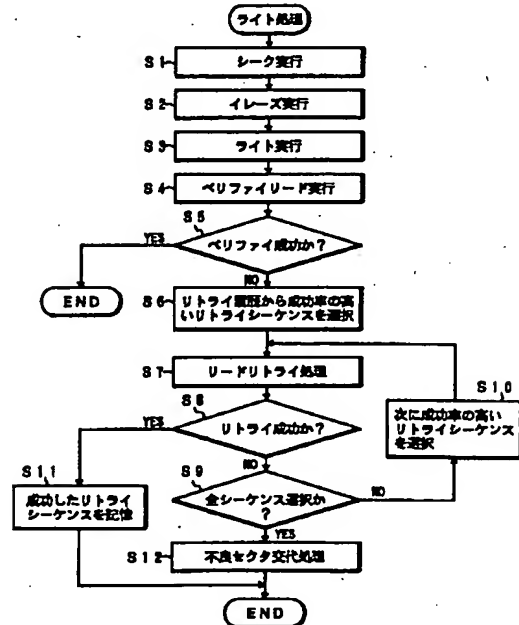 ライト処理
S1
シーク実行
S2
イレーズ実行
S3
ライト実行
S4
ベリファイリード実行
S5
ベリファイ成功か?
YES
NO
END
S6
リトライ履歴から成功率の高
いリトライシーケンスを選択
S7
リードリトライ処理
S8
リトライ成功か?
YES
NO
S10
次に成功率の高い
リトライシーケンス
を選択
S9
全シーケンス選択か
?
NO
YES
S11
成功したリトライ
シーケンスを記憶
S12
不良セクタ交代処理
END